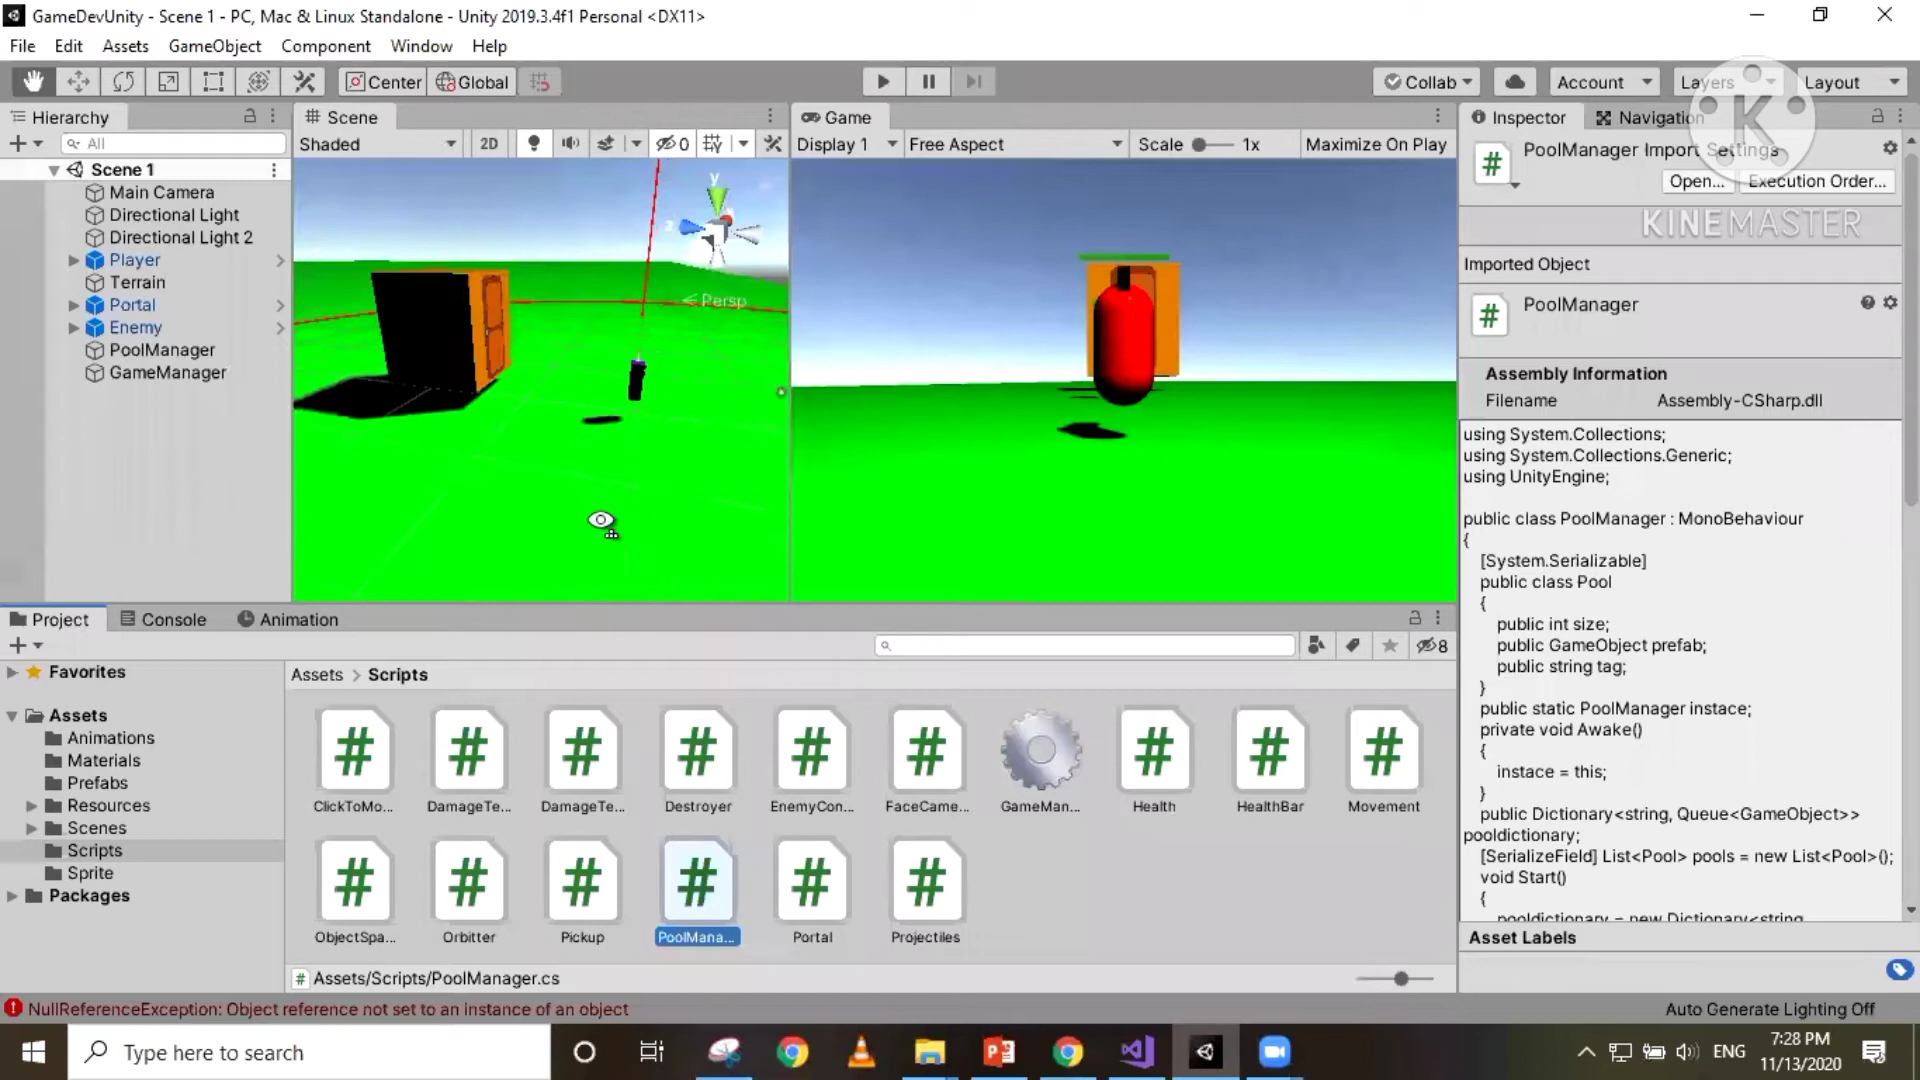 GameDevUnity - Scene 1 - PC, Mac & Linux Standalone - Unity 2019.3.4f1 Personal <DX11>
File Edit Assets GameObject Component Window Help
Center Global Collab Account Layers Layout
Hierarchy
All
Scene 1
Main Camera
Directional Light
Directional Light 2
Player
Terrain
Portal
Enemy
PoolManager
GameManager
Scene
Shaded 2D 0
y
z
Persp
Game
Display 1 Free Aspect Scale 1x Maximize On Play
Inspector Navigation
K
PoolManager Import Settings
Open... Execution Order...
KINEMASTER
Imported Object
PoolManager
Assembly Information
Filename Assembly-CSharp.dll
using System.Collections;
using System.Collections.Generic;
using UnityEngine;
public class PoolManager : MonoBehaviour
{
[System.Serializable]
public class Pool
{
public int size;
public GameObject prefab;
public string tag;
}
public static PoolManager instace;
private void Awake()
{
instace = this;
}
public Dictionary<string, Queue<GameObject>>
pooldictionary;
[SerializeField] List<Pool> pools = new List<Pool>();
void Start()
{
pooldictionary = new Dictionary<string,
Asset Labels
Project Console Animation
8
Favorites
Assets
Animations
Materials
Prefabs
Resources
Scenes
Scripts
Sprite
Packages
Assets > Scripts
ClickToMo... DamageTe... DamageTe... Destroyer EnemyCon... FaceCame... GameMan... Health HealthBar Movement
ObjectSpa... Orbitter Pickup PoolMana... Portal Projectiles
Assets/Scripts/PoolManager.cs
NullReferenceException: Object reference not set to an instance of an object
Auto Generate Lighting Off
Type here to search
ENG
7:28 PM
11/13/2020